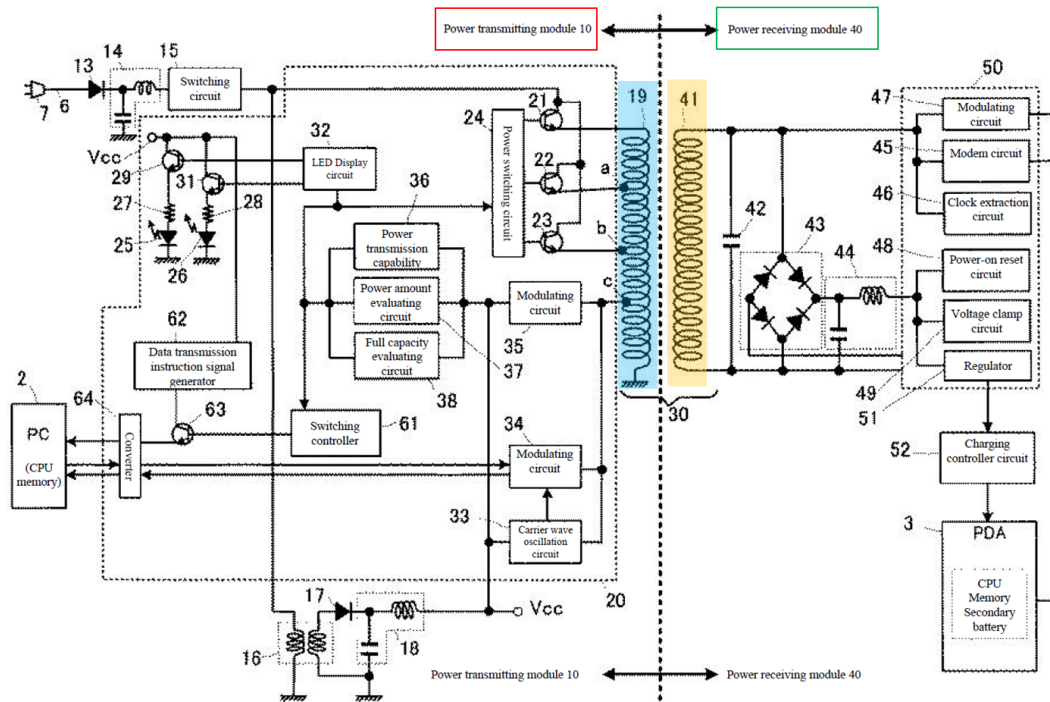 Power transmitting module 10
Power receiving module 40
13
14
15
Switching
circuit
7
6
Vcc
29
31
27
28
25
26
32
LED Display
circuit
36
Power
transmission
capability
Power amount
evaluating
circuit
37
Full capacity
evaluating
circuit
38
24
Power switching circuit
21
22
23
a
b
c
19
41
30
Modulating
circuit
35
62
Data transmission
instruction signal
generator
63
64
Converter
2
PC
(CPU
memory)
Switching
controller
61
34
Modulating
circuit
33
Carrier wave
oscillation
circuit
20
16
17
18
Vcc
42
43
44
50
47
Modulating
circuit
45
Modem circuit
46
Clock extraction
circuit
48
Power-on reset
circuit
49
Voltage clamp
circuit
51
Regulator
52
Charging
controller circuit
3
PDA
CPU
Memory
Secondary
battery
Power transmitting module 10
Power receiving module 40